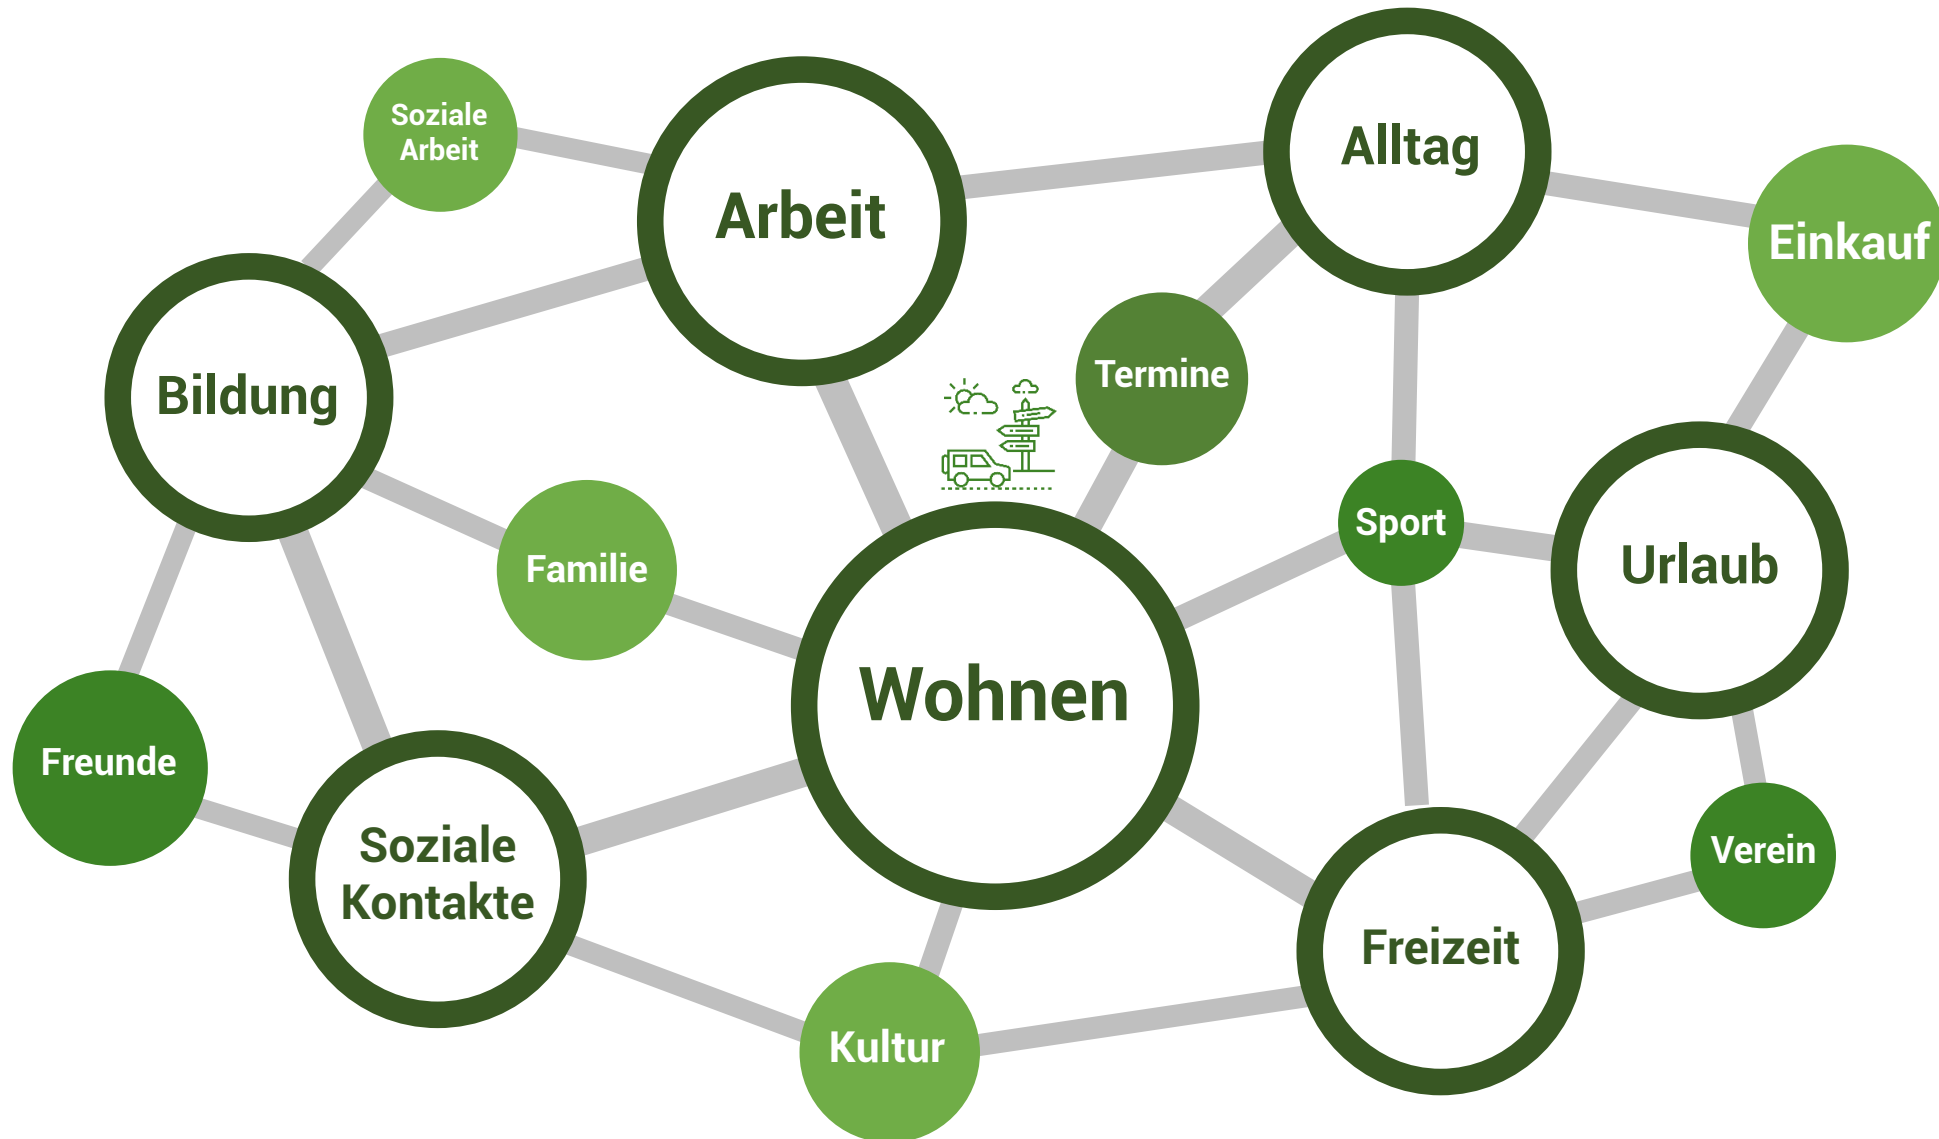 Soziale
Arbeit
Arbeit
Alltag
Einkauf
Bildung
Termine
Familie
Sport
Urlaub
Wohnen
Freunde
Soziale
Kontakte
Verein
Freizeit
Kultur